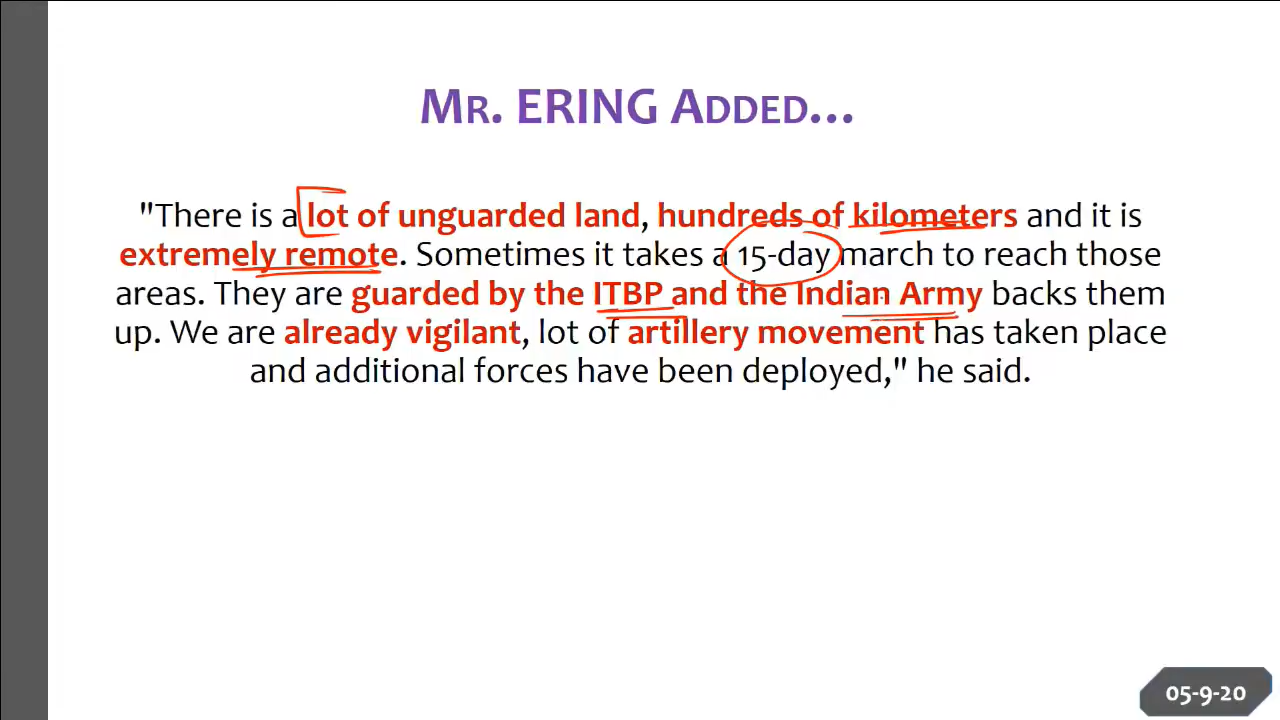 MR. ERING ADDED...
"There is a lot of unguarded land, hundreds of kilometers and it is
extremely remote. Sometimes it takes a 15-day march to reach those
areas. They are guarded by the ITBP and the Indian Army backs them
up. We are already vigilant, lot of artillery movement has taken place
and additional forces have been deployed," he said.
05-9-20